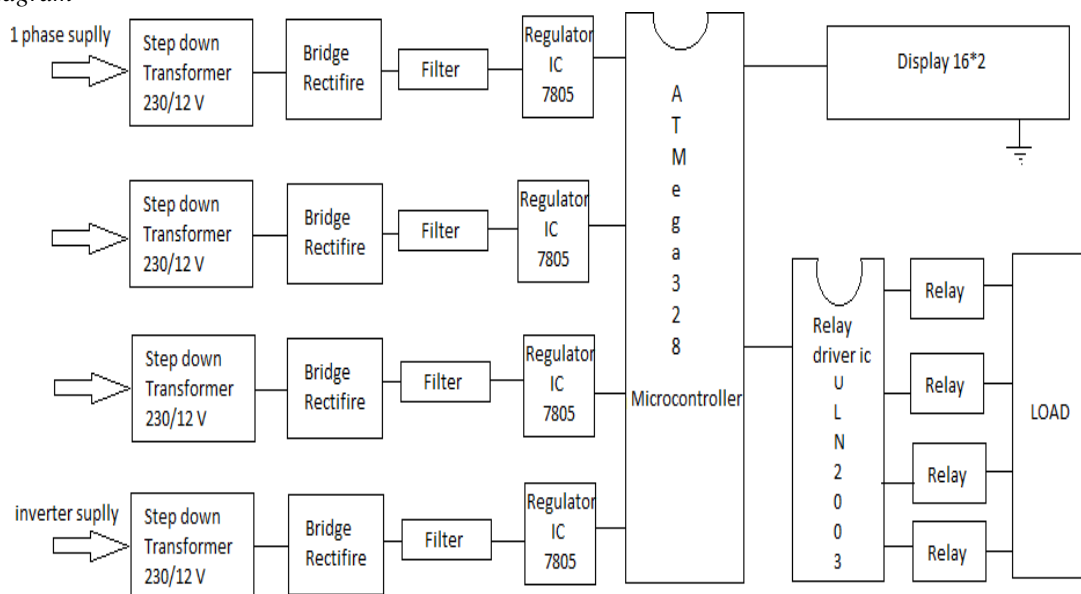 1 phase suplly
Step down
Transformer
230/12 V
Bridge
Rectifire
Filter
Regulator
IC
7805
Step down
Transformer
230/12 V
Bridge
Rectifire
Filter
Regulator
IC
7805
Step down
Transformer
230/12 V
Bridge
Rectifire
Filter
Regulator
IC
7805
inverter suplly
Step down
Transformer
230/12 V
Bridge
Rectifire
Filter
Regulator
IC
7805
A
T
M
e
g
a
3
2
8
Microcontroller
Display 16*2
Relay
driver ic
U
L
N
2
0
0
3
Relay
Relay
Relay
Relay
LOAD